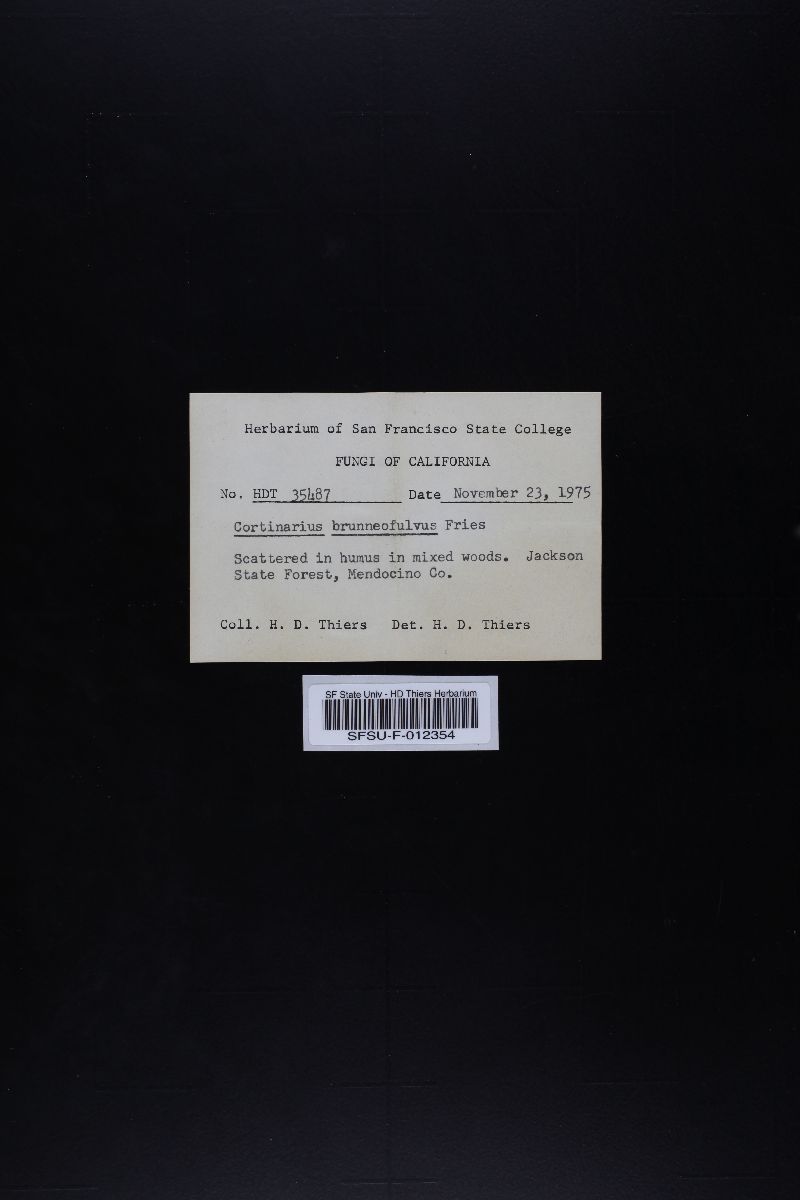 Herbarium of San Francisco State College
FUNGI OF CALIFORNIA
No. HDT 35487 Date November 23, 1975
Cortinarius brunneofulvus Fries
Scattered in humus in mixed woods. Jackson
State Forest, Mendocino Co.
Coll. H. D. Thiers Det. H. D. Thiers
SF State Univ - HD Thiers Herbarium
SFSU-F-012354